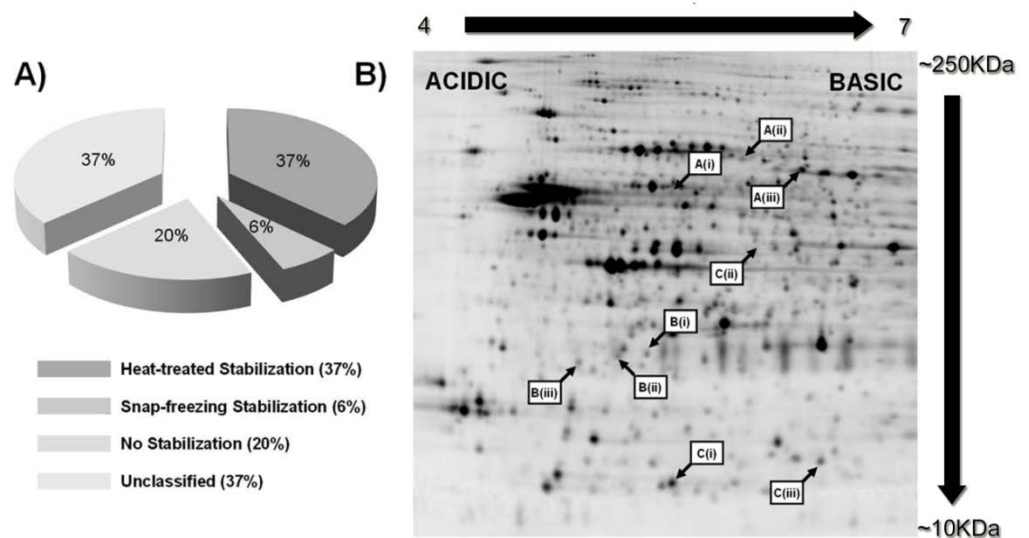 4
7
A)
B)
ACIDIC
BASIC
~250KDa
37%
37%
20%
6%
A(ii)
A(i)
A(iii)
C(ii)
B(i)
B(iii)
B(ii)
C(i)
C(iii)
Heat-treated Stabilization (37%)
Snap-freezing Stabilization (6%)
No Stabilization (20%)
Unclassified (37%)
~10KDa